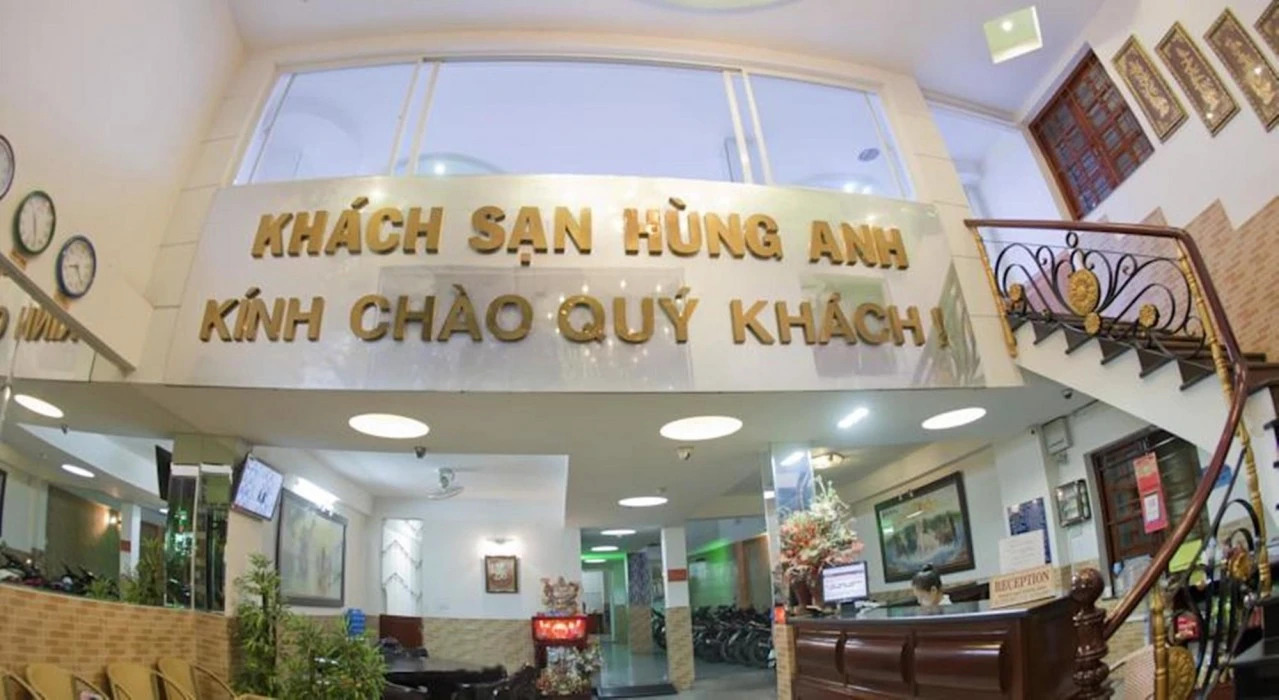 KHÁCH SẠN HÙNG ANH
KÍNH CHÀO QUÝ KHÁCH!
RECEPTION